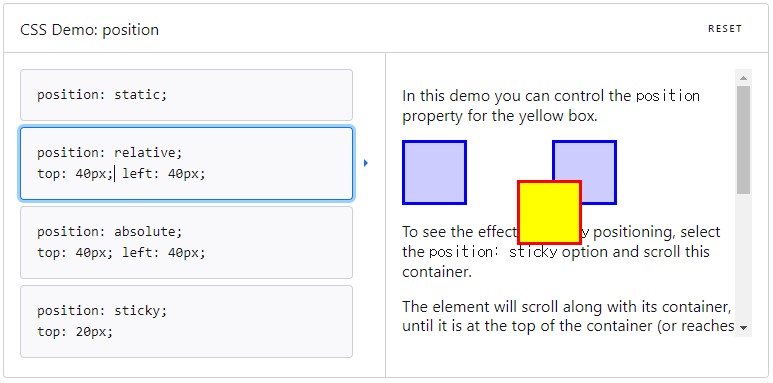 CSS Demo: position
RESET
position: static;
position: relative;
top: 40px; left: 40px;
position: absolute;
top: 40px; left: 40px;
position: sticky;
top: 20px;
In this demo you can control the position
property for the yellow box.
To see the effect y positioning, select
the position: sticky option and scroll this
container.
The element will scroll along with its container,
until it is at the top of the container (or reaches